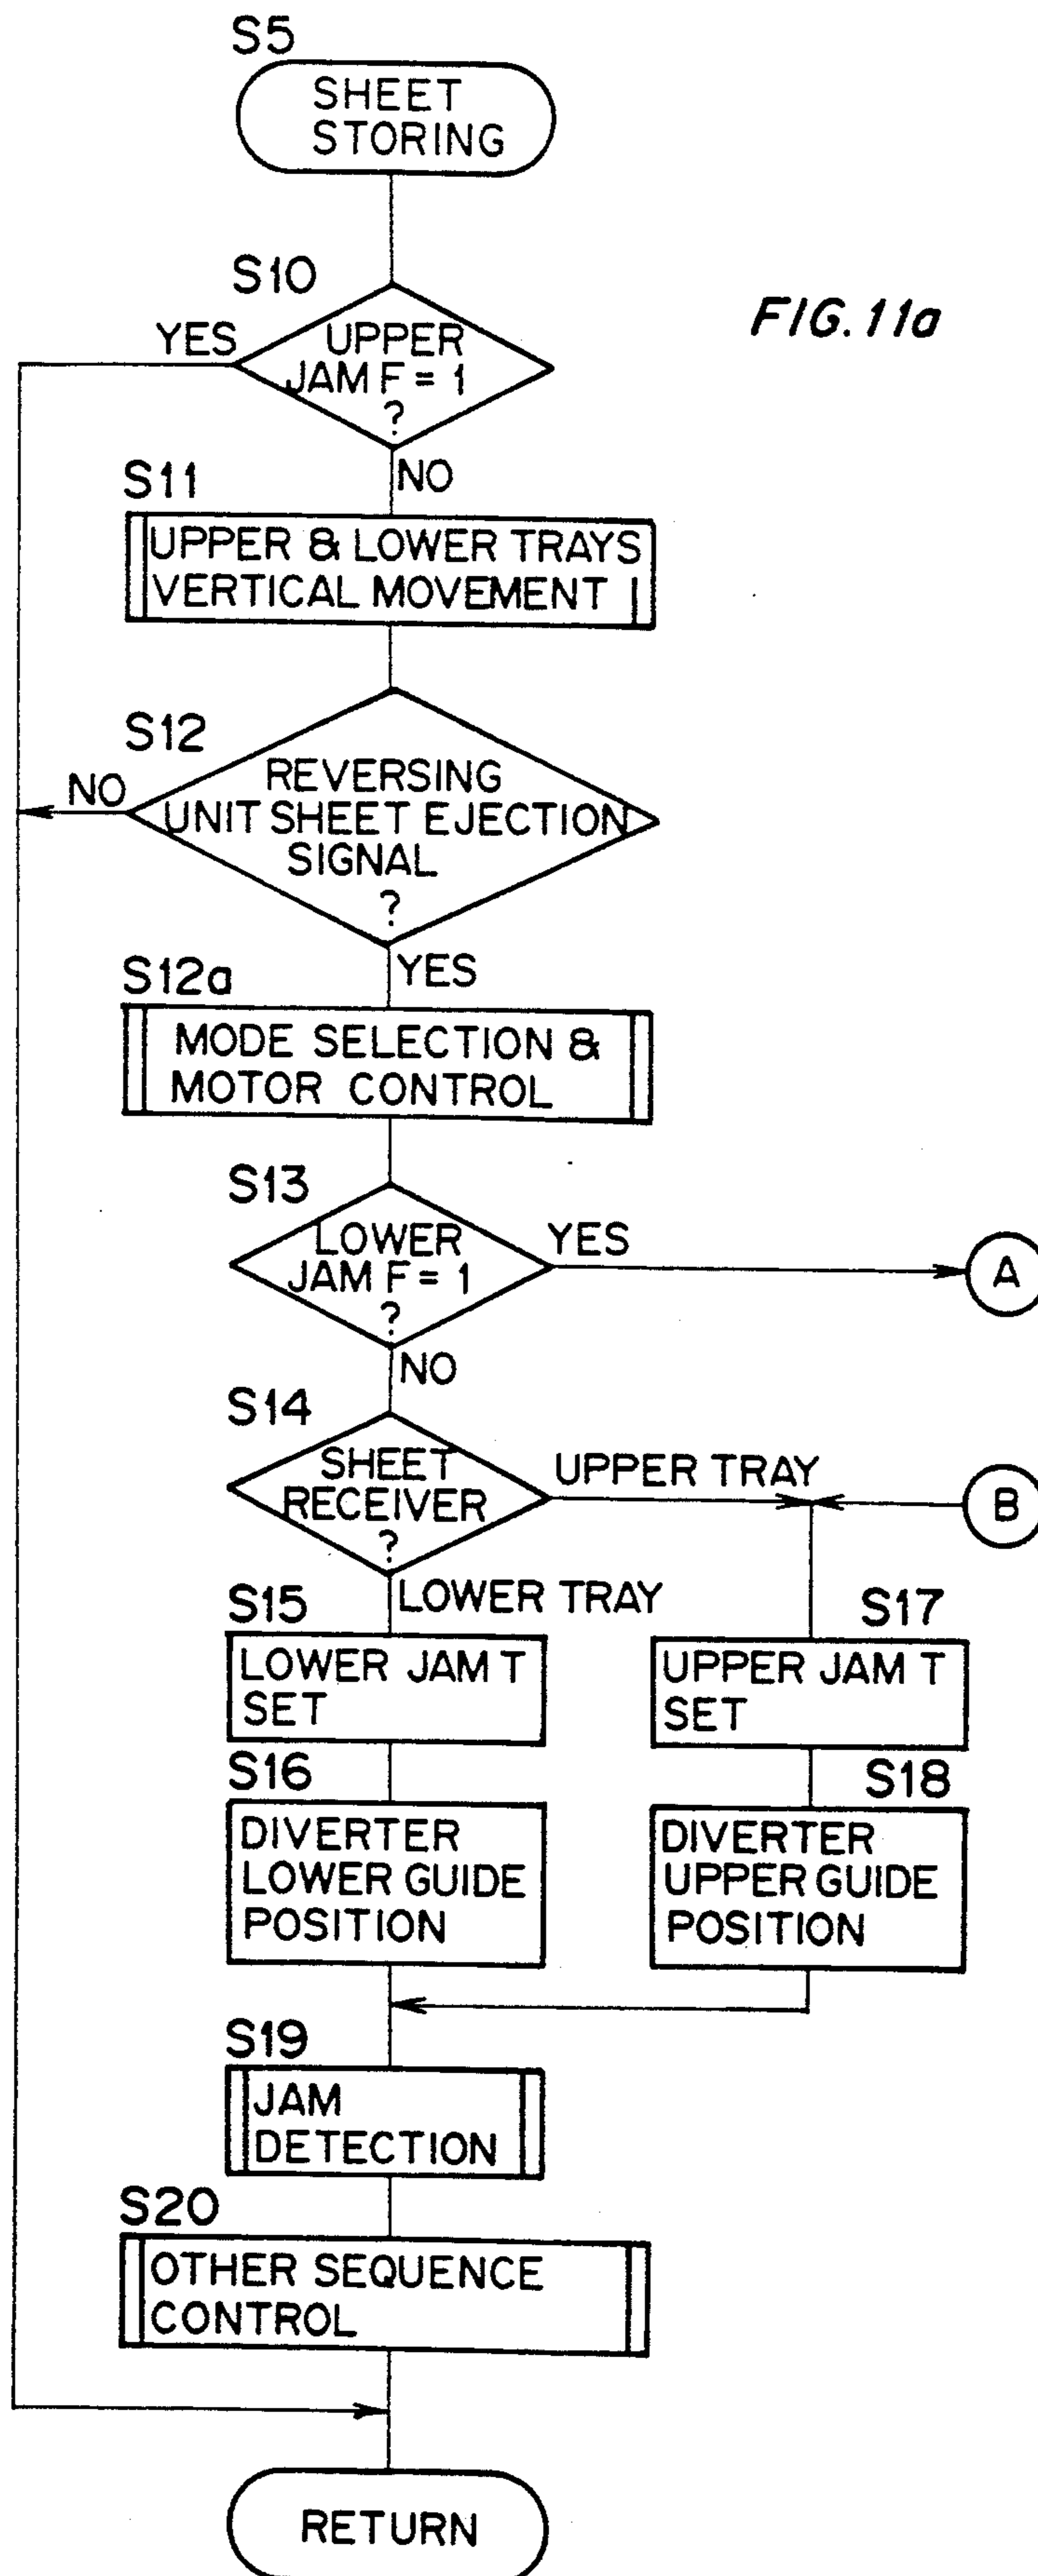 S5
SHEET
STORING
S10
FIG. 11a
YES
UPPER
JAM F = 1
?
NO
S11
UPPER & LOWER TRAYS
VERTICAL MOVEMENT
S12
NO
REVERSING
UNIT SHEET EJECTION
SIGNAL
?
YES
S12a
MODE SELECTION &
MOTOR CONTROL
S13
LOWER
JAM F = 1
?
YES
A
NO
S14
SHEET
RECEIVER
?
UPPER TRAY
B
LOWER TRAY
S15
LOWER JAM T
SET
S17
UPPER JAM T
SET
S16
DIVERTER
LOWER GUIDE
POSITION
S18
DIVERTER
UPPER GUIDE
POSITION
S19
JAM
DETECTION
S20
OTHER SEQUENCE
CONTROL
RETURN